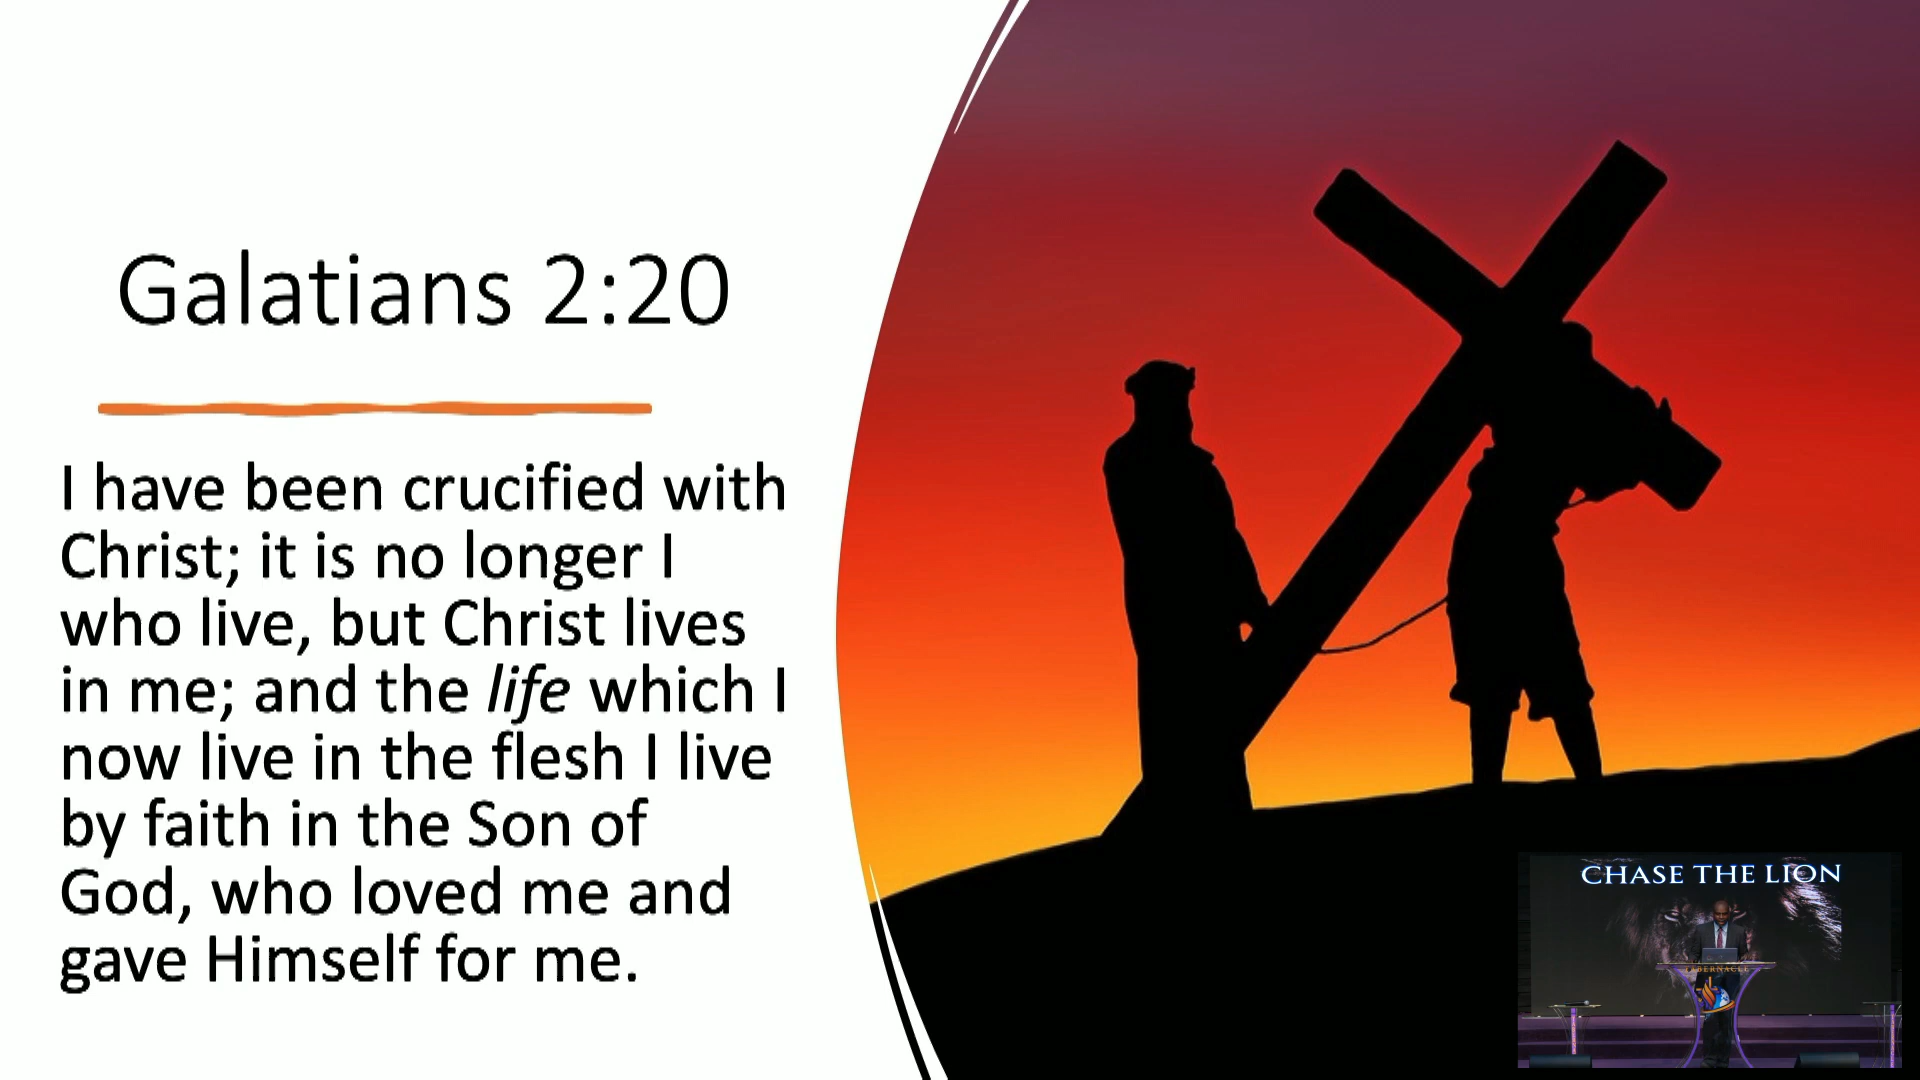 Galatians 2:20
I have been crucified with
Christ; it is no longer I
who live, but Christ lives
in me; and the life which I
now live in the flesh I live
by faith in the Son of
God, who loved me and
gave Himself for me.
CHASE THE LION
TABERNACLE